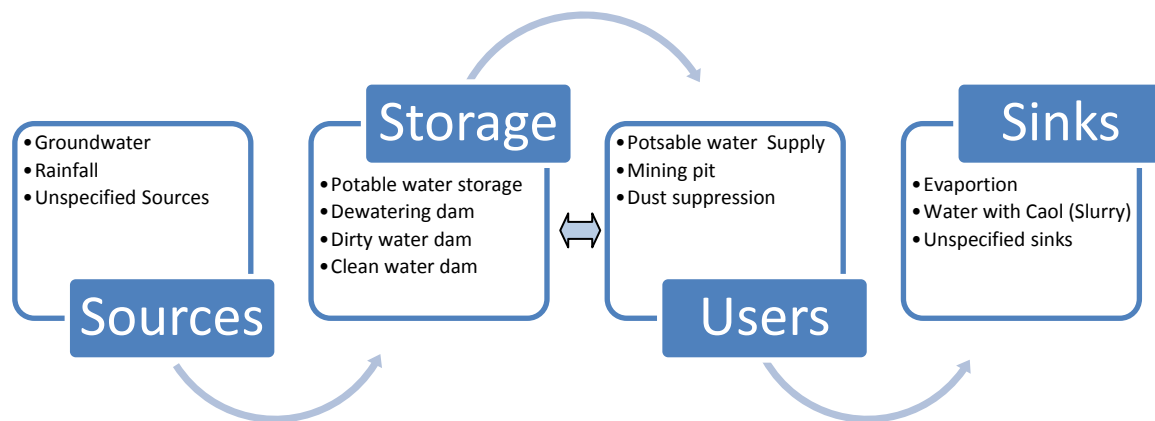 • Groundwater
• Rainfall
• Unspecified Sources
Sources
Storage
• Potable water storage
• Dewatering dam
• Dirty water dam
• Clean water dam
• Potsable water  Supply
• Mining pit
• Dust suppression
Users
Sinks
• Evaportion
• Water with Caol (Slurry)
• Unspecified sinks